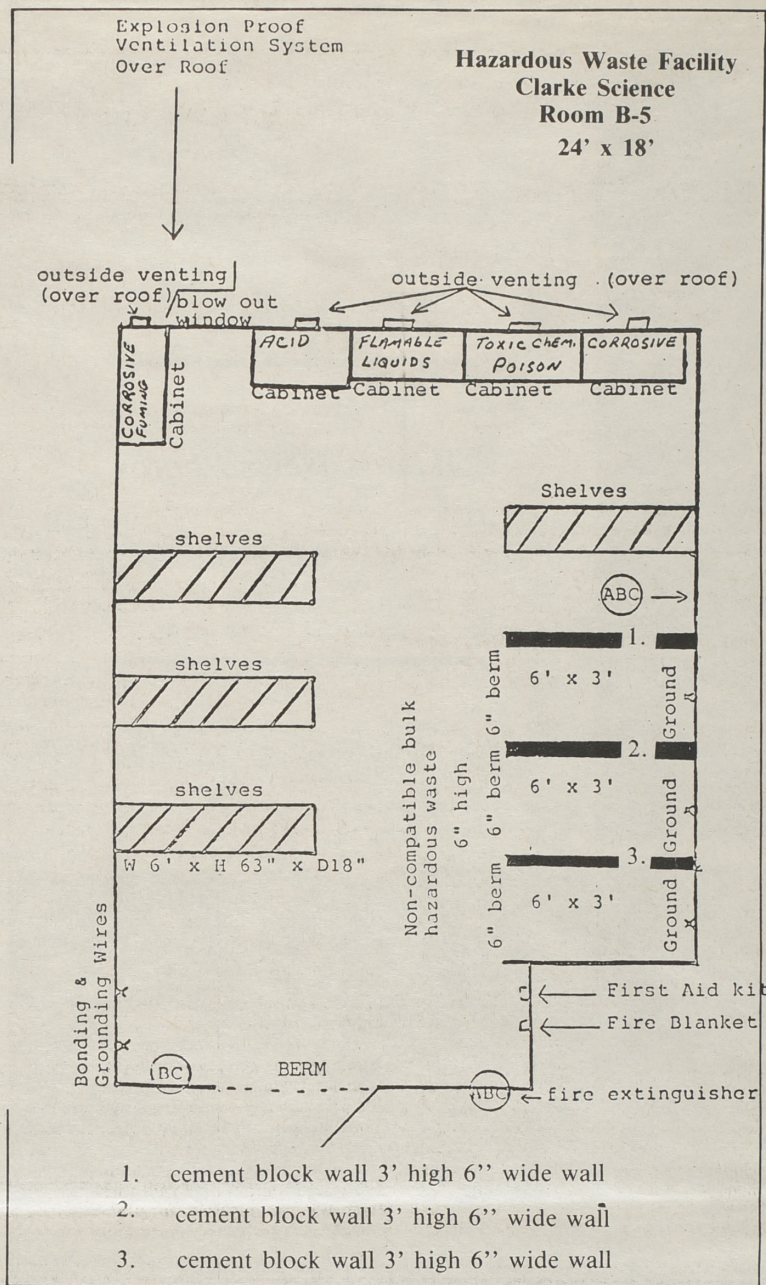 Explosion Proof
Ventilation System
Over Roof
Hazardous Waste Facility
Clarke Science
Room B-5
24' x 18'
outside venting
(over roof)
blow out
window
outside venting (over roof)
CORROSIVE
FUMING
Cabinet
ACID
Cabinet
FLAMABLE
LIQUIDS
Cabinet
TOXIC CHEM.
POISON
Cabinet
CORROSIVE
Cabinet
Shelves
shelves
ABC
1.
6' x 3'
6" berm
Ground
shelves
2.
6' x 3'
6" berm
Ground
Non-compatible bulk
hazardous waste
6" high
shelves
W 6' x H 63" x D18"
3.
6' x 3'
6" berm
Ground
Bonding &
Grounding Wires
First Aid kit
Fire Blanket
BC
BERM
ABC
fire extinguisher
1. cement block wall 3' high 6'' wide wall
2. cement block wall 3' high 6'' wide wall
3. cement block wall 3' high 6'' wide wall